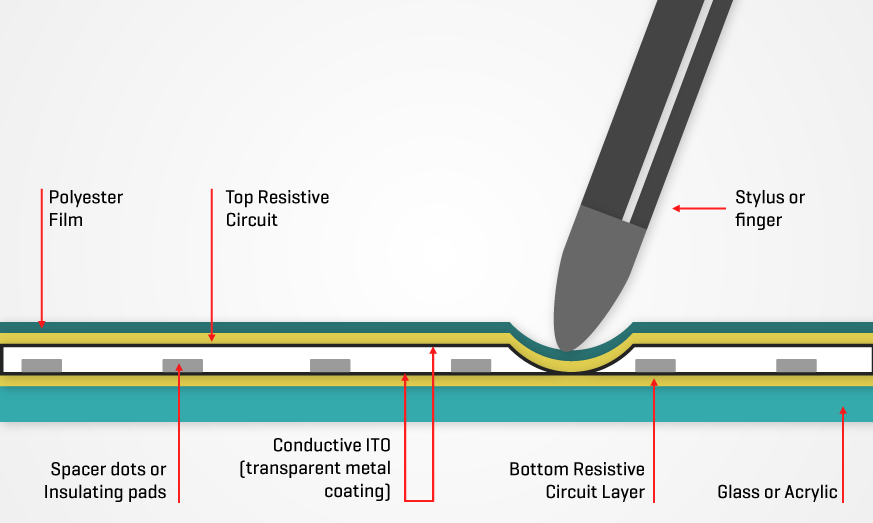 Polyester
Film
Top Resistive
Circuit
Stylus or
finger
Spacer dots or
Insulating pads
Conductive ITO
(transparent metal
coating)
Bottom Resistive
Circuit Layer
Glass or Acrylic